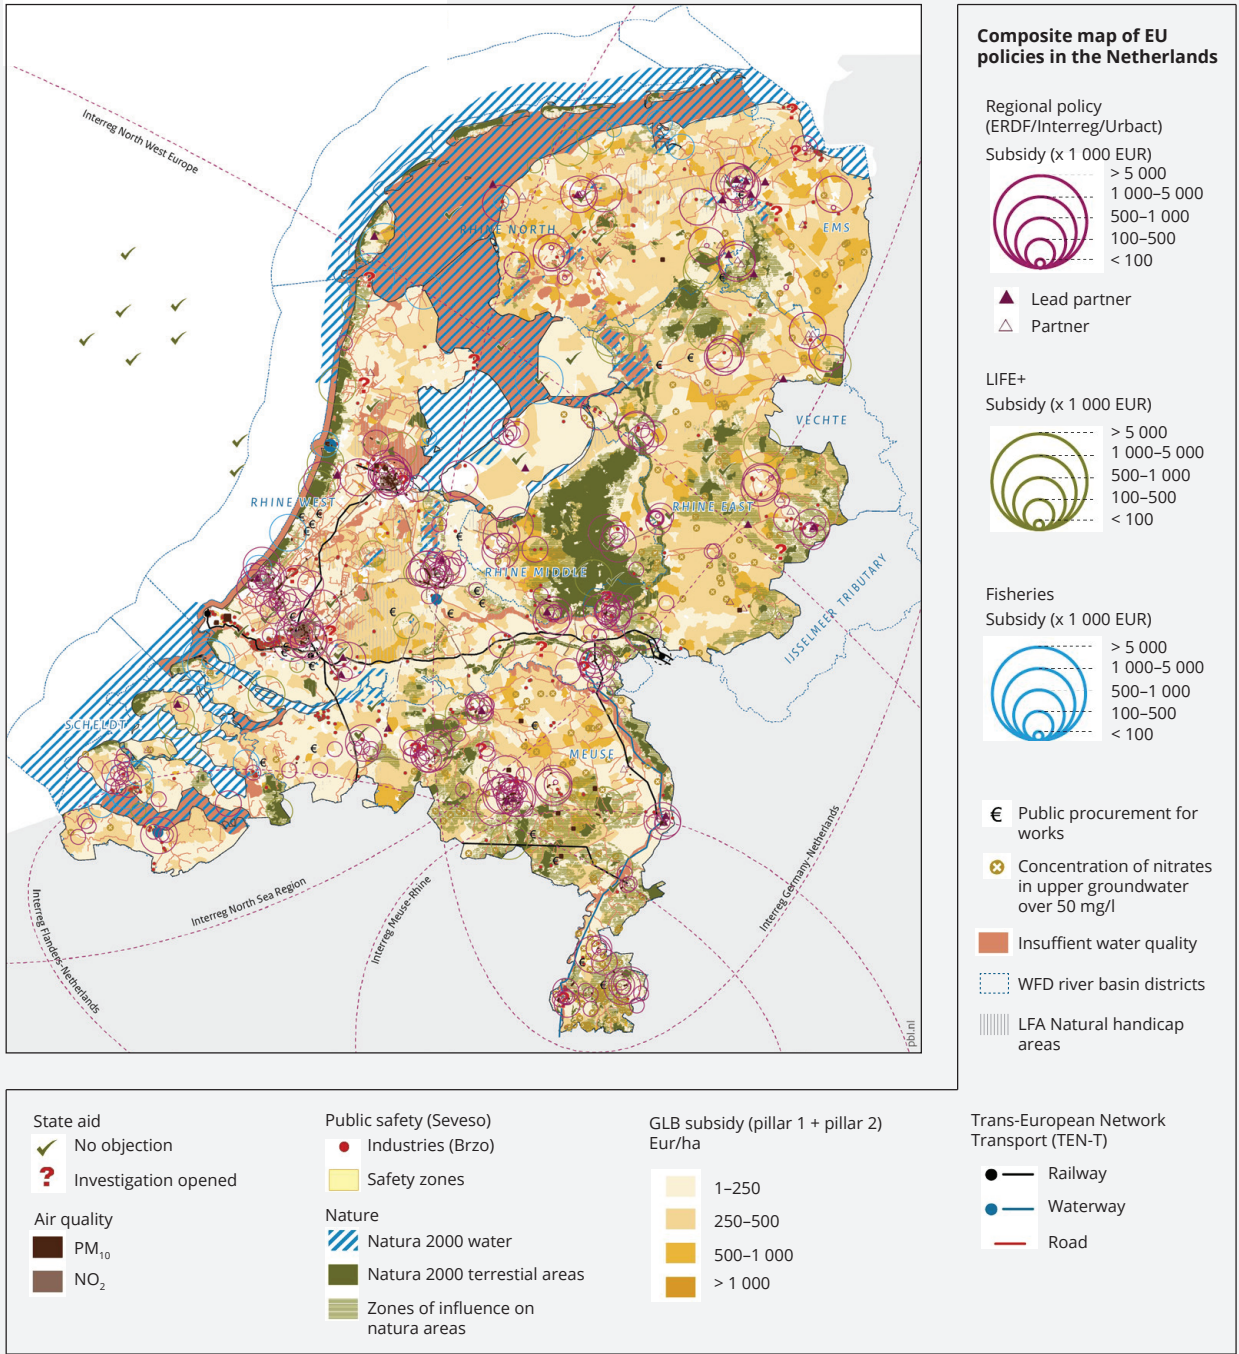 Composite map of EU
policies in the Netherlands
Regional policy
(ERDF/Interreg/Urbact)
Subsidy (x 1 000 EUR)
> 5 000
1 000–5 000
500–1 000
100–500
< 100
Lead partner
Partner
LIFE+
Subsidy (x 1 000 EUR)
> 5 000
1 000–5 000
500–1 000
100–500
< 100
Fisheries
Subsidy (x 1 000 EUR)
> 5 000
1 000–5 000
500–1 000
100–500
< 100
€ Public procurement for
works
Concentration of nitrates
in upper groundwater
over 50 mg/l
Insuffient water quality
WFD river basin districts
LFA Natural handicap
areas
Interreg North West Europe
RHINE NORTH
EMS
VECHTE
RHINE WEST
RHINE EAST
RHINE MIDDLE
IJSSELMEER TRIBUTARY
SCHELDT
MEUSE
Interreg Flanders-Netherlands
Interreg North Sea Region
Interreg Meuse-Rhine
Interreg Germany-Netherlands
pbl.nl
State aid
No objection
? Investigation opened
Air quality
PM10
NO2
Public safety (Seveso)
Industries (Brzo)
Safety zones
Nature
Natura 2000 water
Natura 2000 terrestial areas
Zones of influence on
natura areas
GLB subsidy (pillar 1 + pillar 2)
Eur/ha
1–250
250–500
500–1 000
> 1 000
Trans-European Network
Transport (TEN-T)
Railway
Waterway
Road